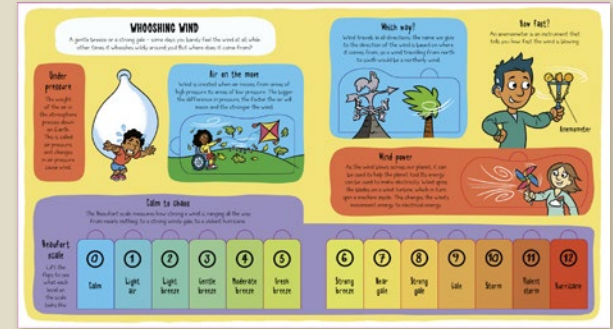 WHOOSHING WIND
A gentle breeze or a strong gale – some days you barely feel the wind at all while
other times it whooshes wildly around you! But where does it come from?
Under
pressure
The weight
of the air in
the atmosphere
presses down
on Earth.
This is called
air pressure
and changes
in air pressure
cause wind.
Air on the move
Wind is created when air moves from areas of
high pressure to areas of low pressure. The bigger
the difference in pressure, the faster the air will
move and the stronger the wind.
Which way?
Wind travels in all directions, the name we give
to the direction of the wind is based on where
it comes from, so a wind travelling from north
to south would be a northerly wind.
How fast?
An anemometer is an instrument that
tells you how fast the wind is blowing.
Anemometer
Wind power
As the wind blows across our planet, it can
be used to help the planet too! Its energy
can be used to make electricity. Wind spins
the blades on a wind turbine, which in turn
spin a machine inside. This changes the wind's
movement energy to electrical energy.
Calm to chaos
The Beaufort scale measures how strong a wind is, ranging all the way
from nearly nothing, to a strong windy gale, to a violent hurricane.
Beaufort
scale
Lift the
flaps to see
what each
level on
the scale
looks like.
0
Calm
1
Light
air
2
Light
breeze
3
Gentle
breeze
4
Moderate
breeze
5
Fresh
breeze
6
Strong
breeze
7
Near
gale
8
Strong
gale
9
Gale
10
Storm
11
Violent
storm
12
Hurricane